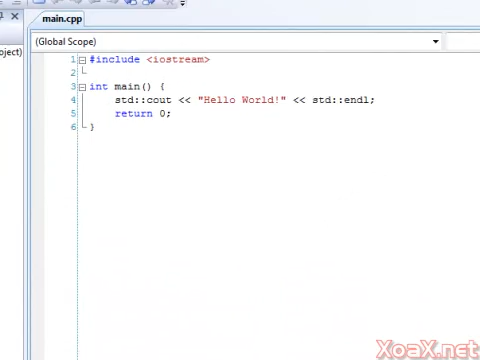 main.cpp
oject)
(Global Scope)
1 #include <iostream>
2
3 int main() {
4 std::cout << "Hello World!" << std::endl;
5 return 0;
6 }
XoaX.net